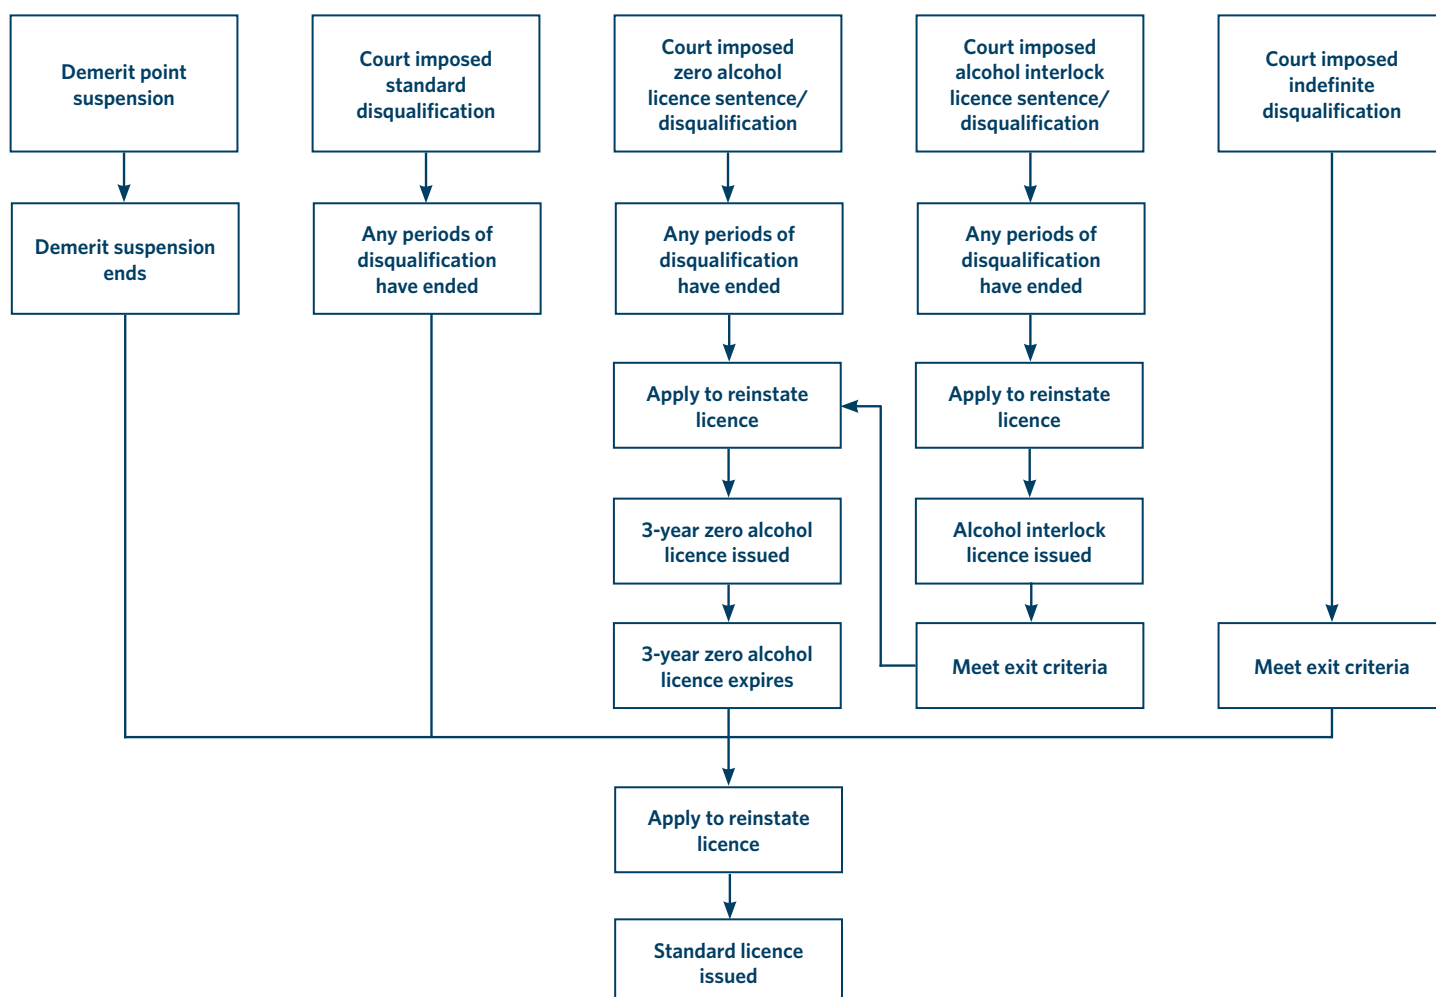 Demerit point
suspension
Court imposed
standard
disqualification
Court imposed
zero alcohol
licence sentence/
disqualification
Court imposed
alcohol interlock
licence sentence/
disqualification
Court imposed
indefinite
disqualification
Demerit suspension
ends
Any periods of
disqualification
have ended
Any periods of
disqualification
have ended
Any periods of
disqualification
have ended
Apply to reinstate
licence
Apply to reinstate
licence
3-year zero alcohol
licence issued
Alcohol interlock
licence issued
3-year zero alcohol
licence expires
Meet exit criteria
Meet exit criteria
Apply to reinstate
licence
Standard licence
issued